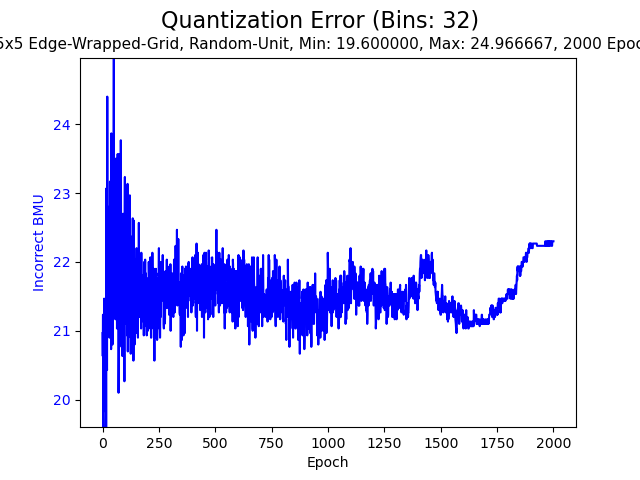 Quantization Error (Bins: 32)
5x5 Edge-Wrapped-Grid, Random-Unit, Min: 19.600000, Max: 24.966667, 2000 Epoc
24
23
22
21
20
Incorrect BMU
0 250 500 750 1000 1250 1500 1750 2000
Epoch